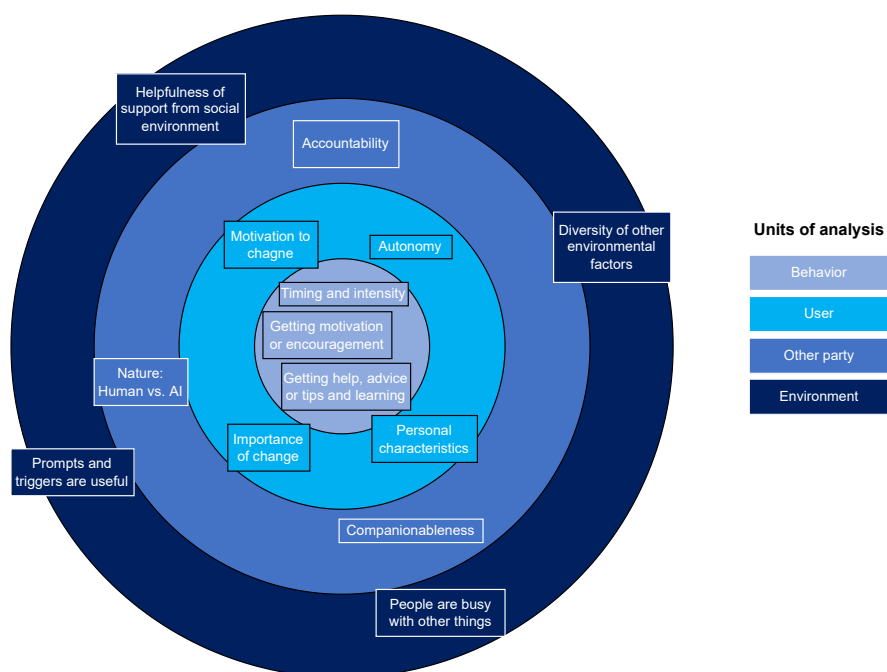 Helpfulness of
support from social
environment
Accountability
Motivation to
chagne
Autonomy
Diversity of other
environmental
factors
Timing and intensity
Getting motivation
or encouragement
Getting help, advice
or tips and learning
Nature:
Human vs. AI
Importance
of change
Personal
characteristics
Prompts and
triggers are useful
Companionableness
People are busy
with other things
Units of analysis
Behavior
User
Other party
Environment